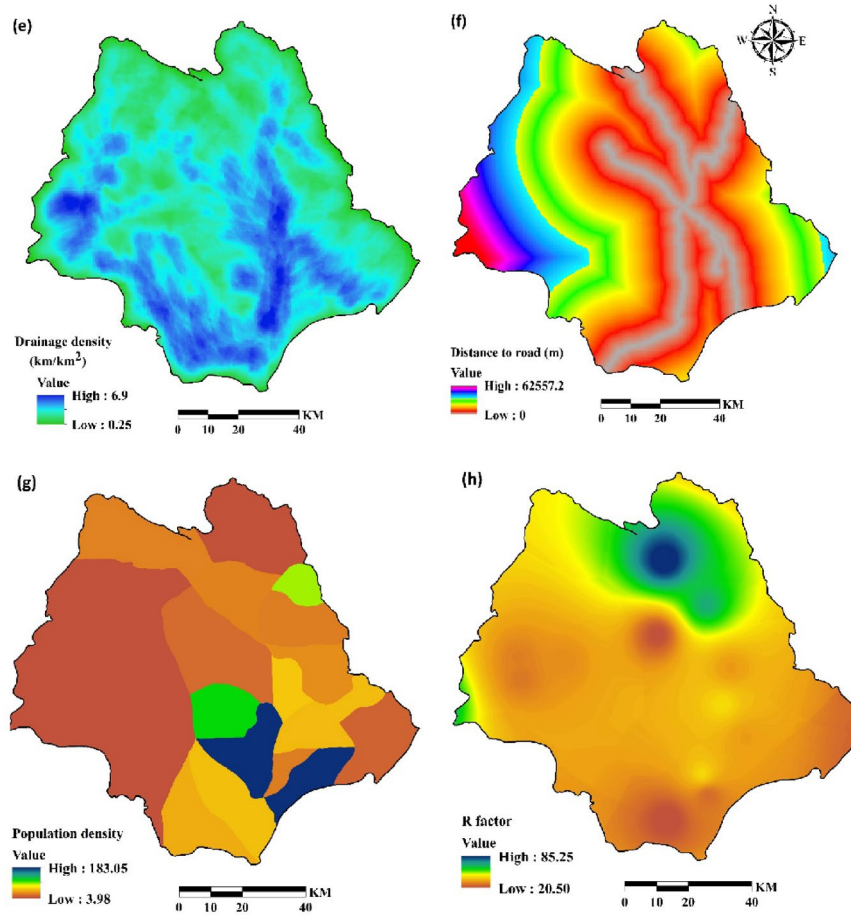 (e)
Drainage density
(km/km²)
Value
High : 6.9
Low : 0.25
0 10 20 40 KM
(f)
N
W E
S
Distance to road (m)
Value
High : 62557.2
Low : 0
0 10 20 40 KM
(g)
Population density
Value
High : 183.05
Low : 3.98
0 10 20 40 KM
(h)
R factor
Value
High : 85.25
Low : 20.50
0 10 20 40 KM